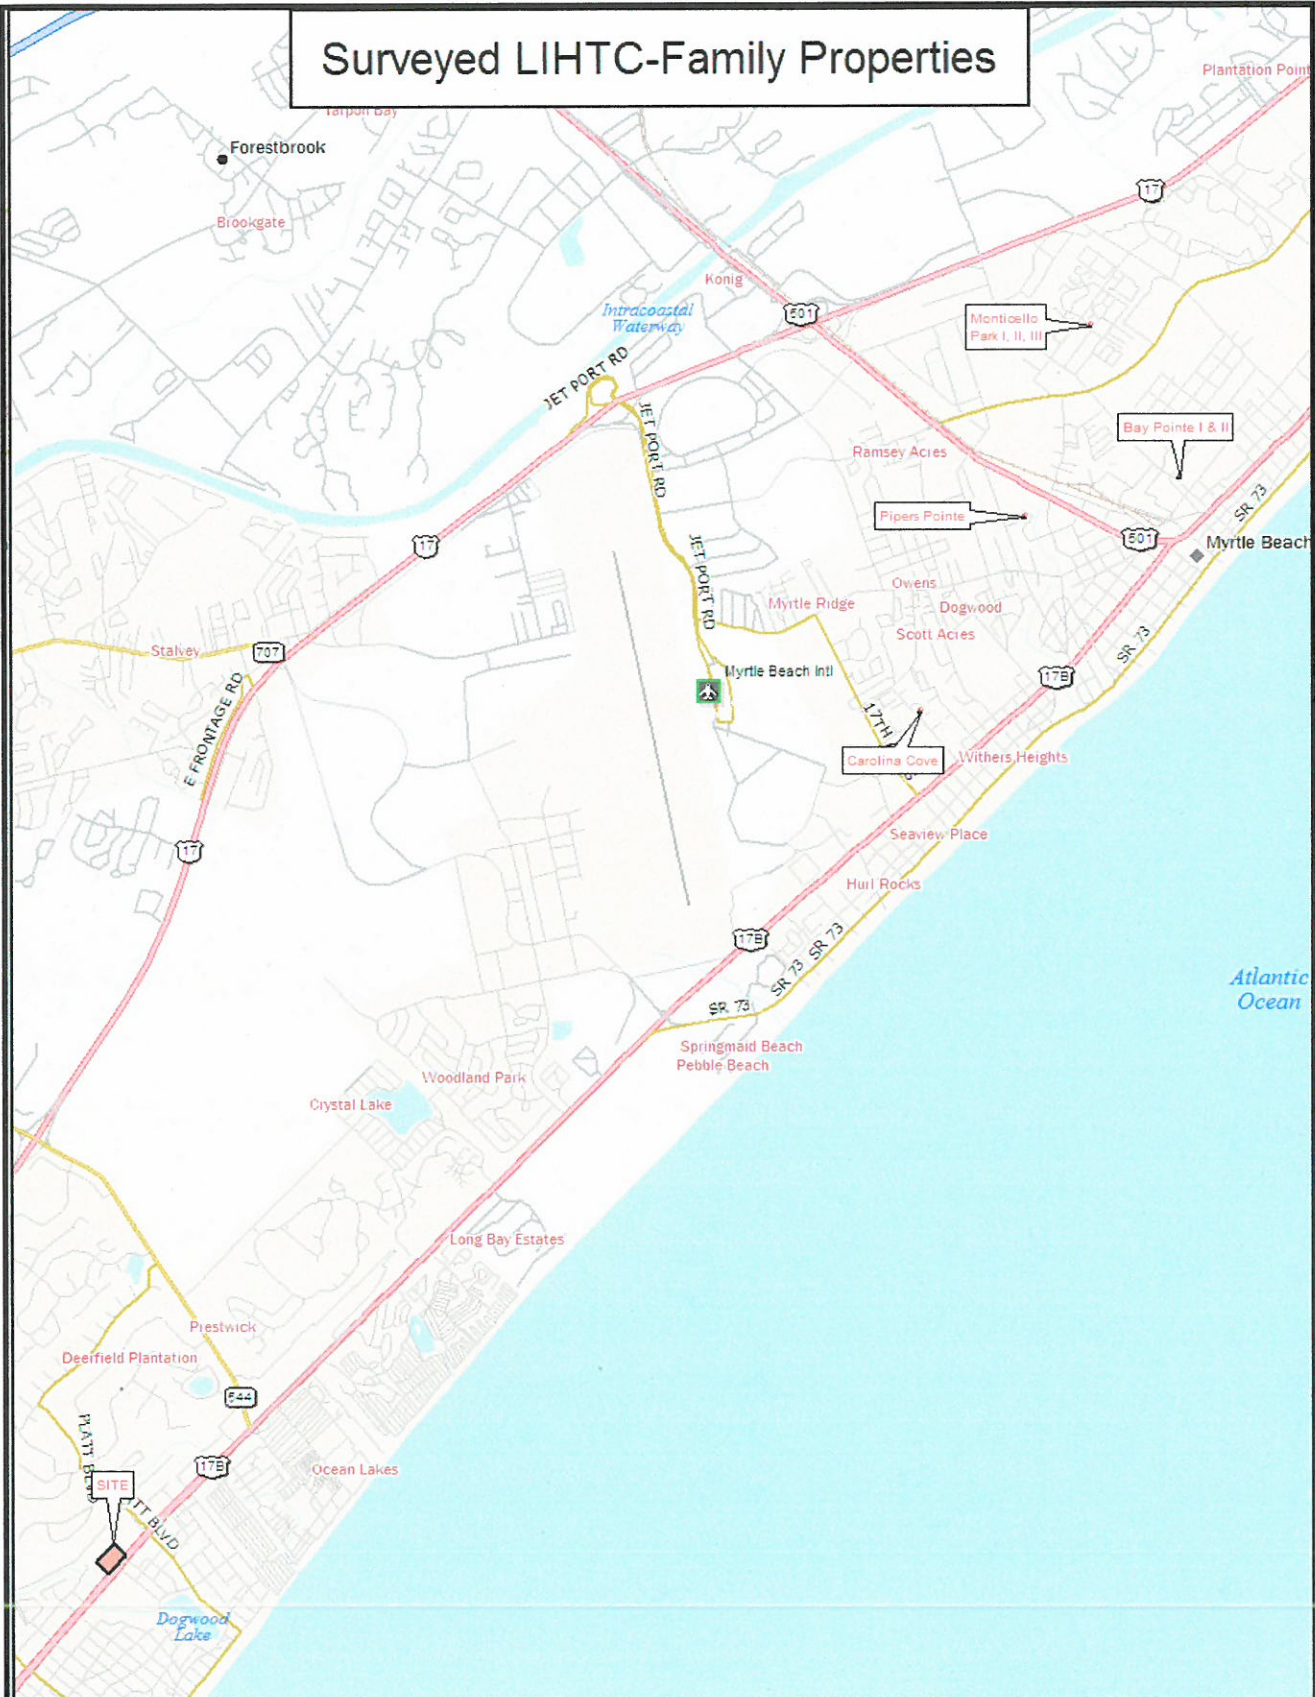 Surveyed LIHTC-Family Properties
Plantation Point
Tarpon Bay
Forestbrook
17
Brookgate
Konig
Intracoastal
Waterway
501
Monticello
Park I, II, III
JET PORT RD
JET PORT RD
Bay Pointe I & II
Ramsey Acres
SR 73
Pipers Pointe
17
501
Myrtle Beach
JET PORT RD
Owens
Myrtle Ridge
Dogwood
Scott Acres
SR 73
Stalvey
707
Myrtle Beach Intl
17B
E FRONTAGE RD
17TH
Carolina Cove
Withers Heights
Seaview Place
17
Hurl Rocks
17B
SR 73
SR 73
SR 73
Atlantic
Ocean
Springmaid Beach
Pebble Beach
Woodland Park
Crystal Lake
Long Bay Estates
Prestwick
Deerfield Plantation
544
PLATT BLVD
17B
Ocean Lakes
SITE
TT BLVD
Dogwood
Lake